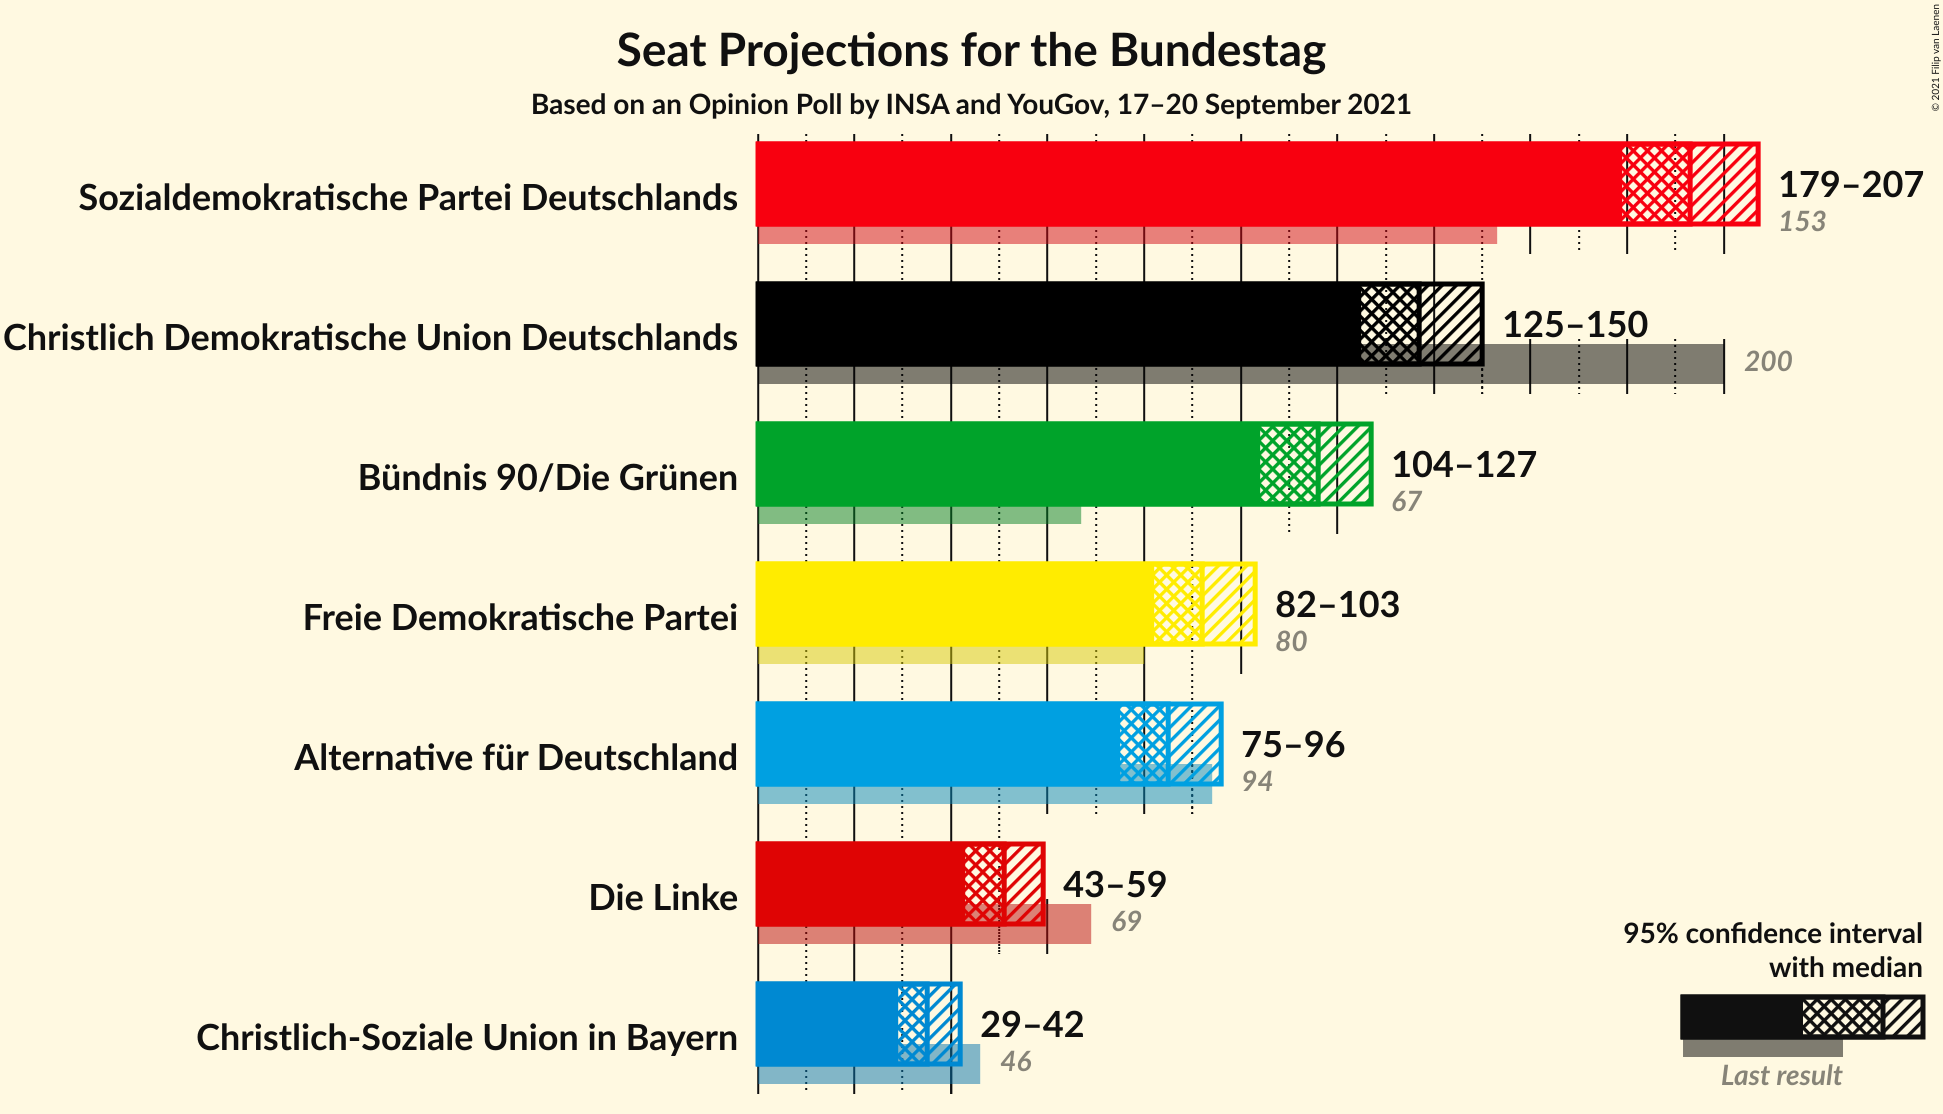 Seat Projections for the Bundestag
Based on an Opinion Poll by INSA and YouGov, 17–20 September 2021
© 2021 Filip van Laenen
Sozialdemokratische Partei Deutschlands
179–207
153
Christlich Demokratische Union Deutschlands
125–150
200
Bündnis 90/Die Grünen
104–127
67
Freie Demokratische Partei
82–103
80
Alternative für Deutschland
75–96
94
Die Linke
43–59
69
Christlich-Soziale Union in Bayern
29–42
46
95% confidence interval
with median
Last result